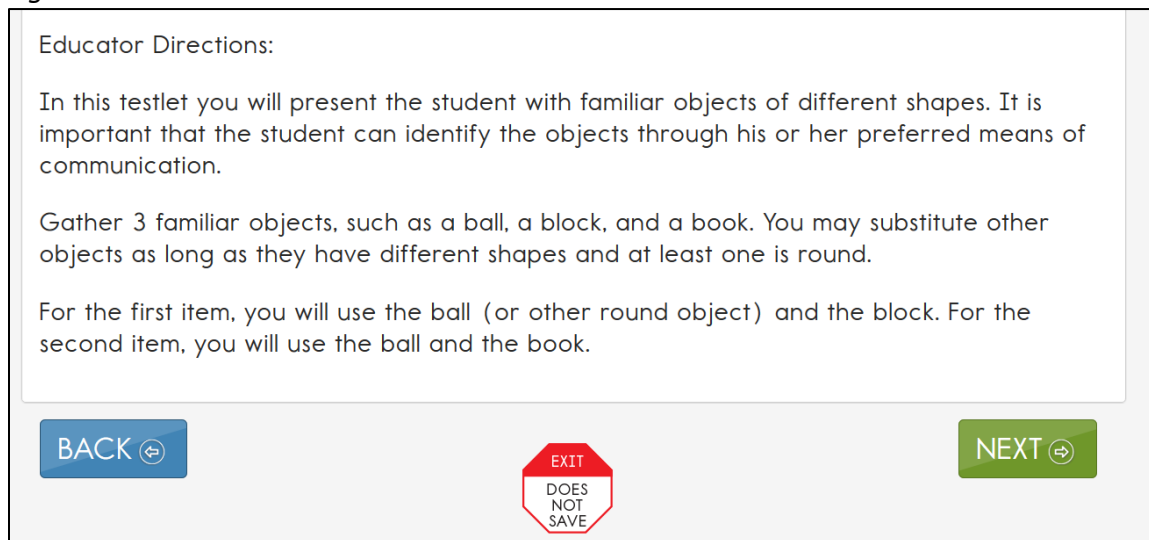 Educator Directions:
In this testlet you will present the student with familiar objects of different shapes. It is
important that the student can identify the objects through his or her preferred means of
communication.
Gather 3 familiar objects, such as a ball, a block, and a book. You may substitute other
objects as long as they have different shapes and at least one is round.
For the first item, you will use the ball (or other round object) and the block. For the
second item, you will use the ball and the book.
BACK
NEXT
EXIT
DOES
NOT
SAVE